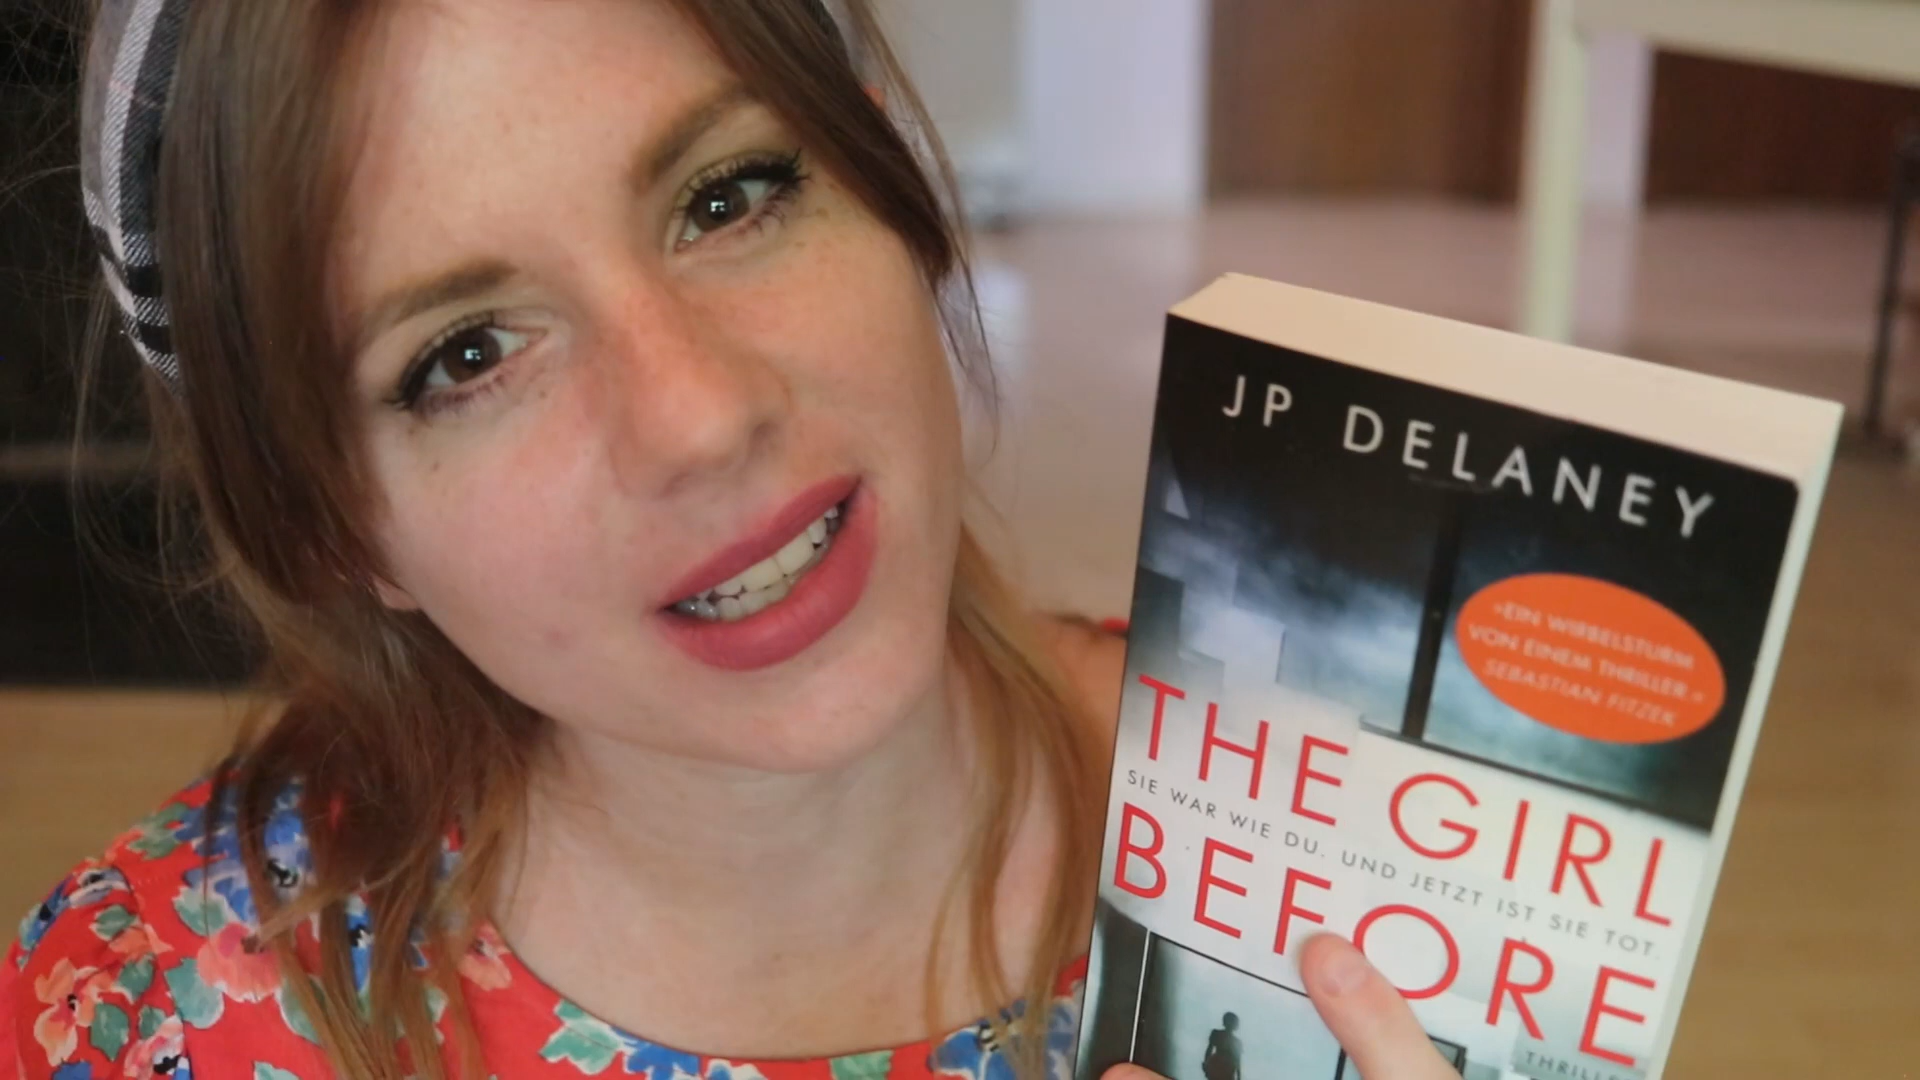 JP DELANEY
»EIN WIRBELSTURM
VON EINEM THRILLER.«
SEBASTIAN FITZEK
THE GIRL
SIE WAR WIE DU. UND JETZT IST SIE TOT.
BEFORE